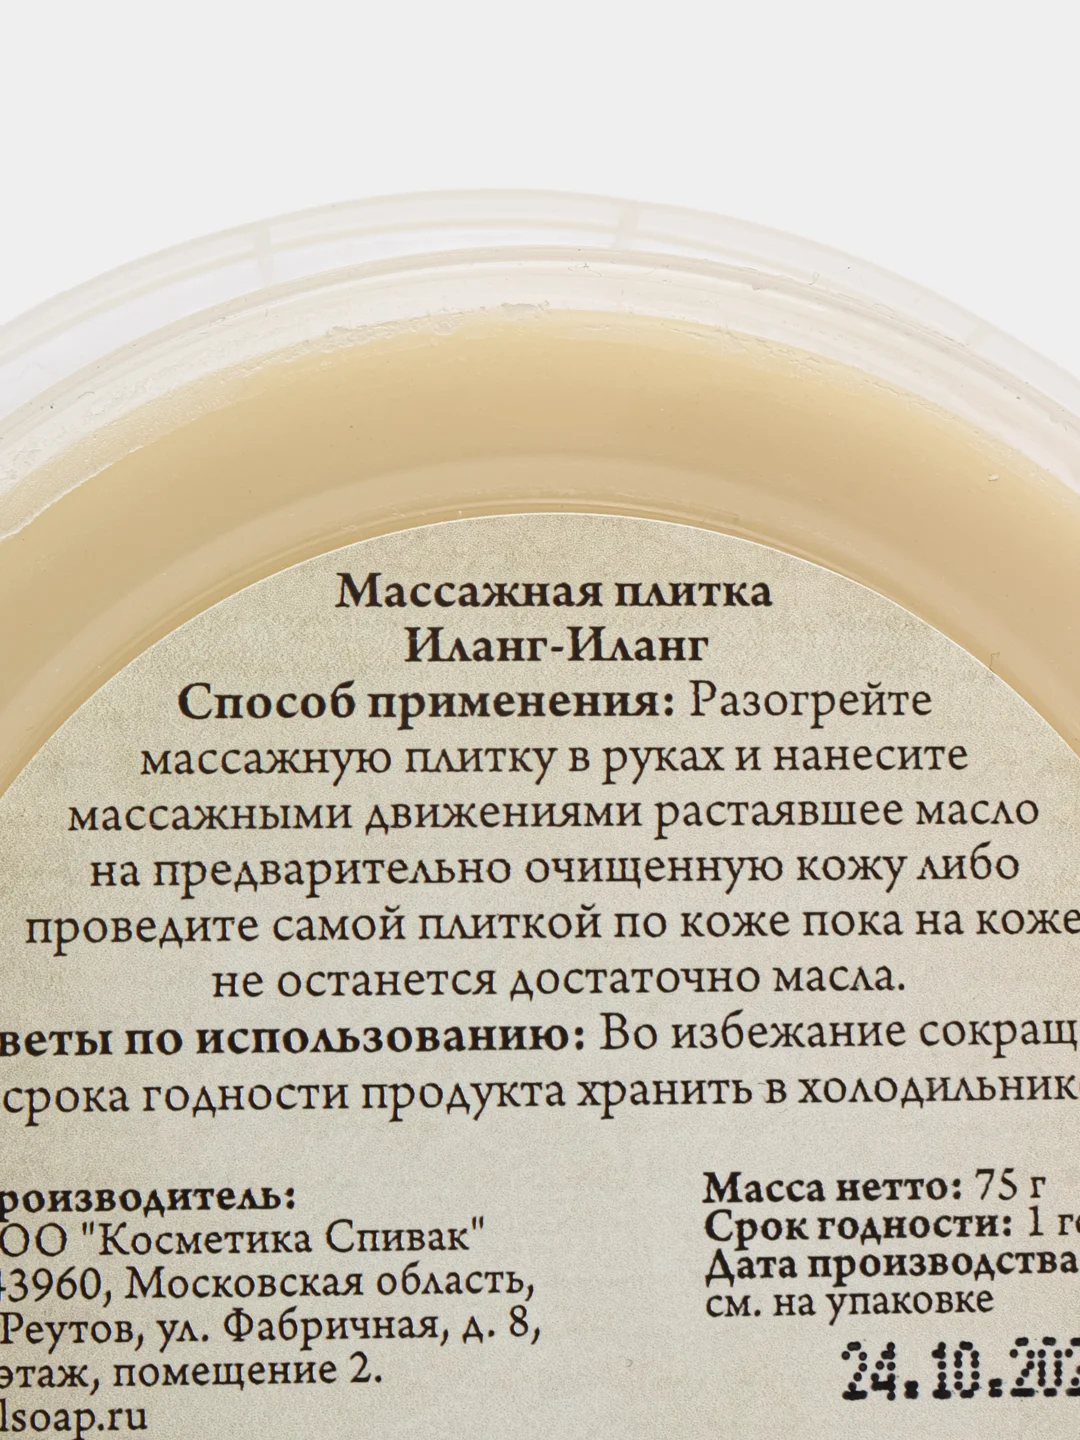 Массажная плитка
Иланг-Иланг
Способ применения: Разогрейте
массажную плитку в руках и нанесите
массажными движениями растаявшее масло
на предварительно очищенную кожу либо
проведите самой плиткой по коже пока на коже
не останется достаточно масла.
веты по использованию: Во избежание сокращ
срока годности продукта хранить в холодильник
роизводитель:
ОО "Косметика Спивак"
43960, Московская область,
Реутов, ул. Фабричная, д. 8,
этаж, помещение 2.
lsoap.ru
Масса нетто: 75 г
Срок годности: 1 го
Дата производства
см. на упаковке
24.10.202